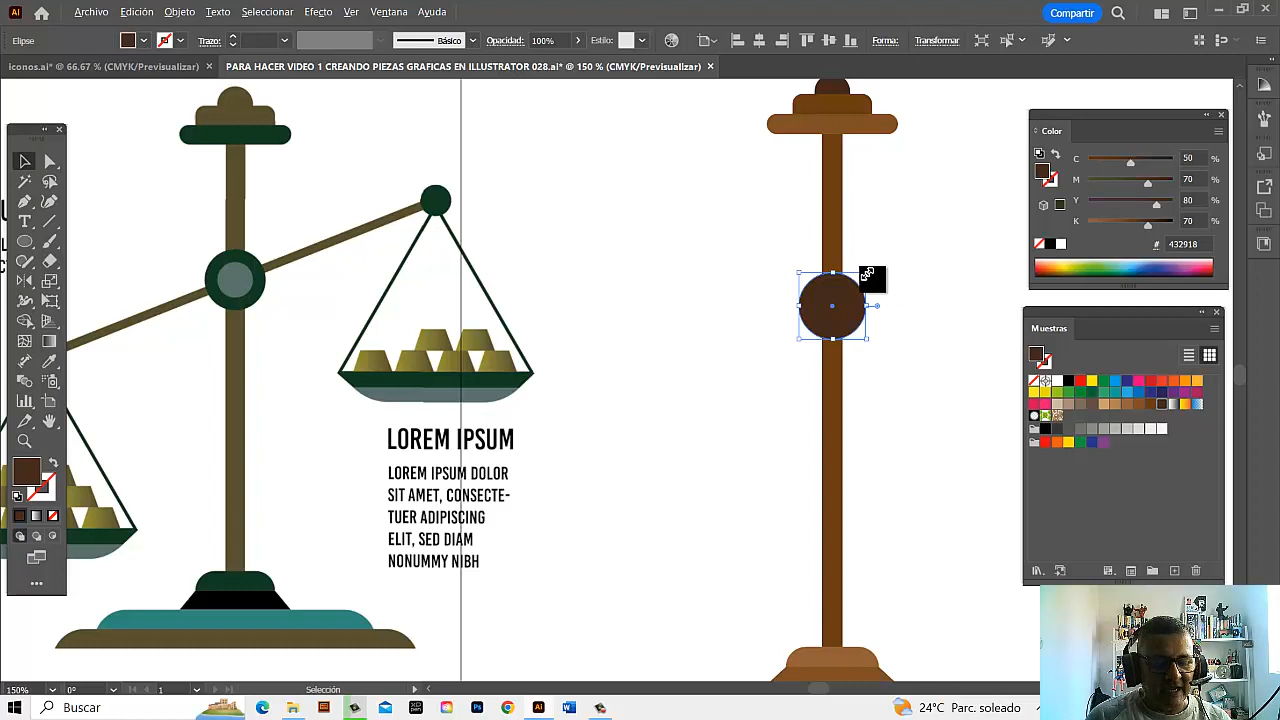 Ai
Archivo Edición Objeto Texto Seleccionar Efecto Ver Ventana Ayuda
Compartir
Elipse
Trazo:
Básico
Opacidad: 100%
Estilo:
Forma:
Transformar
iconos.ai* @ 66.67 % (CMYK/Previsualizar) ×
PARA HACER VIDEO 1 CREANDO PIEZAS GRAFICAS EN ILLUSTRATOR 028.ai* @ 150 % (CMYK/Previsualizar) ×
Color
C 50 %
M 70 %
Y 80 %
K 70 %
# 432918
Muestras
LOREM IPSUM
LOREM IPSUM DOLOR
SIT AMET, CONSECTE-
TUER ADIPISCING
ELIT, SED DIAM
NONUMMY NIBH
150%
0°
1
Selección
Buscar
24°C Parc. soleado